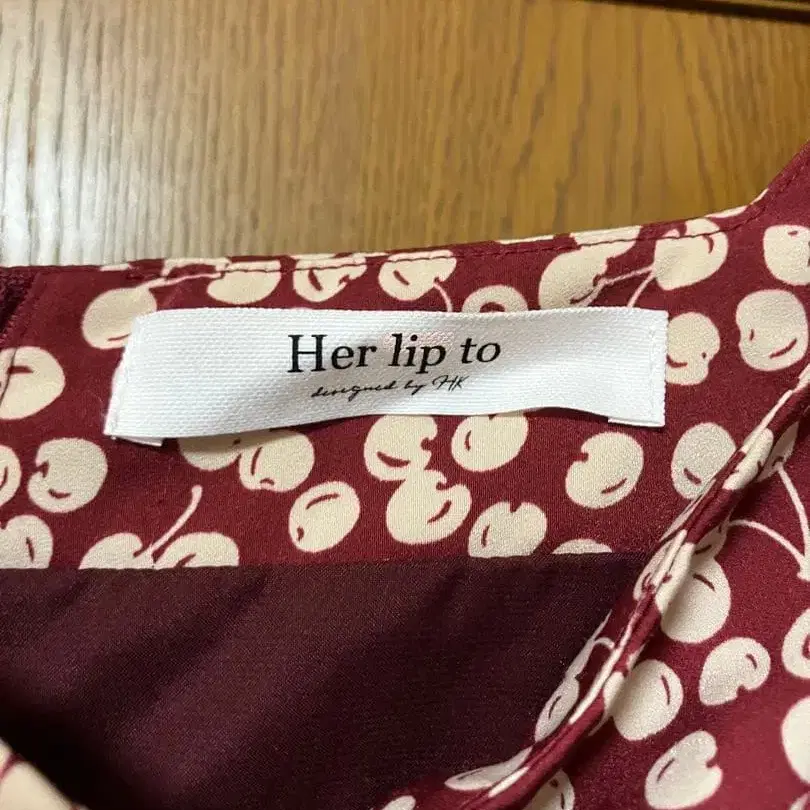 Her lip to
designed by HK